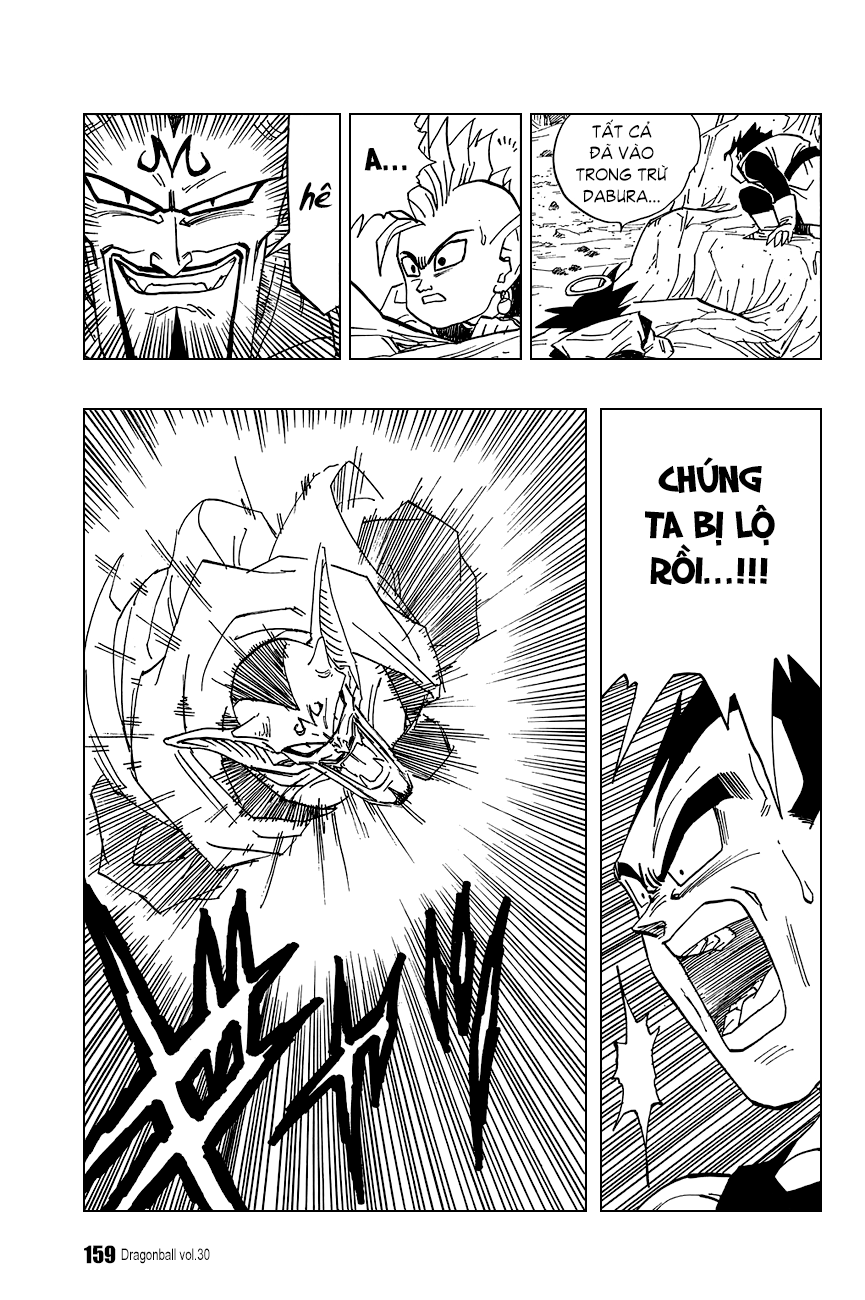 TẤT CẢ
ĐÃ VÀO
TRONG TRỪ
DABURA...
A...
hê
CHÚNG
TA BỊ LỘ
RỒI...!!!
159 Dragonball vol.30